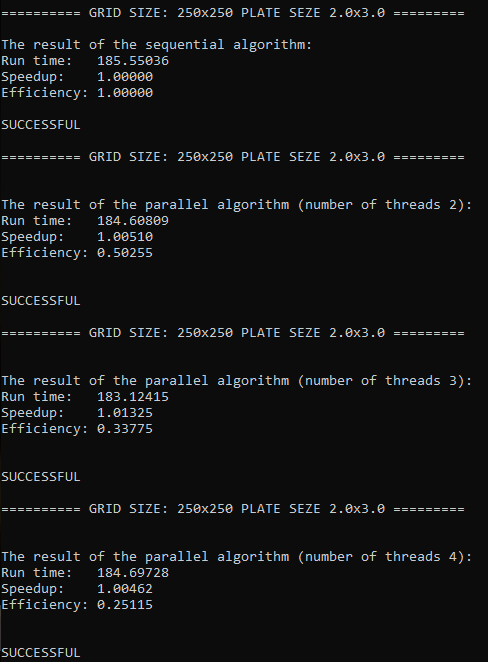 ========== GRID SIZE: 250x250 PLATE SEZE 2.0x3.0 =========
The result of the sequential algorithm:
Run time:   185.55036
Speedup:    1.00000
Efficiency: 1.00000
SUCCESSFUL
========== GRID SIZE: 250x250 PLATE SEZE 2.0x3.0 =========
The result of the parallel algorithm (number of threads 2):
Run time:   184.60809
Speedup:    1.00510
Efficiency: 0.50255
SUCCESSFUL
========== GRID SIZE: 250x250 PLATE SEZE 2.0x3.0 =========
The result of the parallel algorithm (number of threads 3):
Run time:   183.12415
Speedup:    1.01325
Efficiency: 0.33775
SUCCESSFUL
========== GRID SIZE: 250x250 PLATE SEZE 2.0x3.0 =========
The result of the parallel algorithm (number of threads 4):
Run time:   184.69728
Speedup:    1.00462
Efficiency: 0.25115
SUCCESSFUL